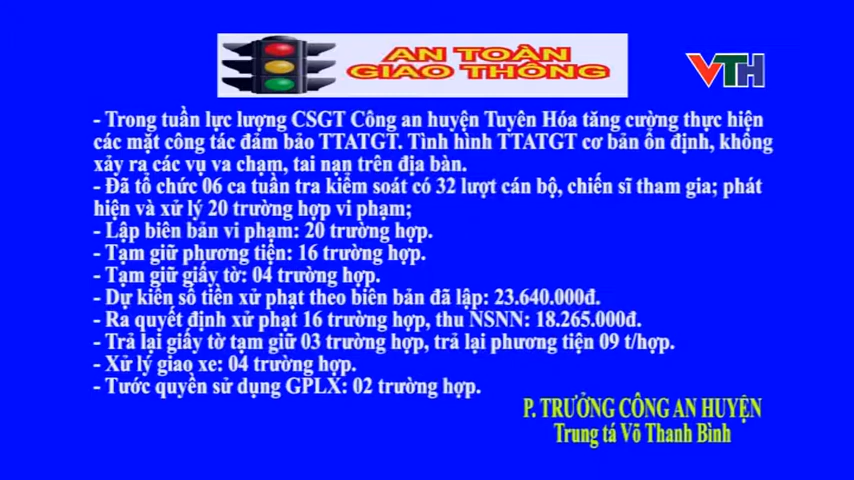 AN TOÀN
GIAO THÔNG
VTH
- Trong tuần lực lượng CSGT Công an huyện Tuyên Hóa tăng cường thực hiện
các mặt công tác đảm bảo TTATGT. Tình hình TTATGT cơ bản ổn định, không
xảy ra các vụ va chạm, tai nạn trên địa bàn.
- Đã tổ chức 06 ca tuần tra kiểm soát có 32 lượt cán bộ, chiến sĩ tham gia; phát
hiện và xử lý 20 trường hợp vi phạm;
- Lập biên bản vi phạm: 20 trường hợp.
- Tạm giữ phương tiện: 16 trường hợp.
- Tạm giữ giấy tờ: 04 trường hợp.
- Dự kiến số tiền xử phạt theo biên bản đã lập: 23.640.000đ.
- Ra quyết định xử phạt 16 trường hợp, thu NSNN: 18.265.000đ.
- Trả lại giấy tờ tạm giữ 03 trường hợp, trả lại phương tiện 09 t/hợp.
- Xử lý giao xe: 04 trường hợp.
- Tước quyền sử dụng GPLX: 02 trường hợp.
P. TRƯỞNG CÔNG AN HUYỆN
Trung tá Võ Thanh Bình